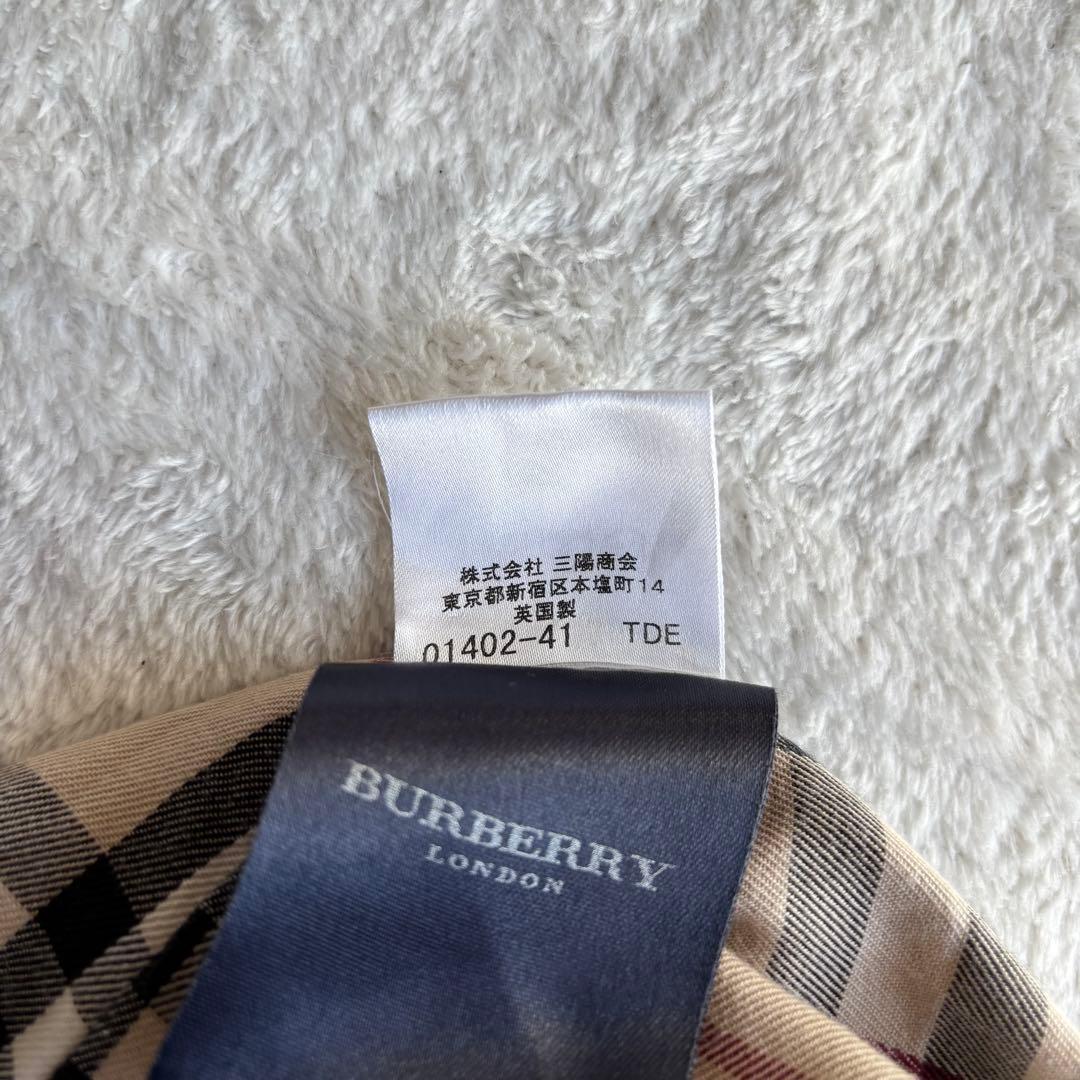 株式会社 三陽商会
東京都新宿区本塩町14
英国製
01402-41 TDE
BURBERRY
LONDON